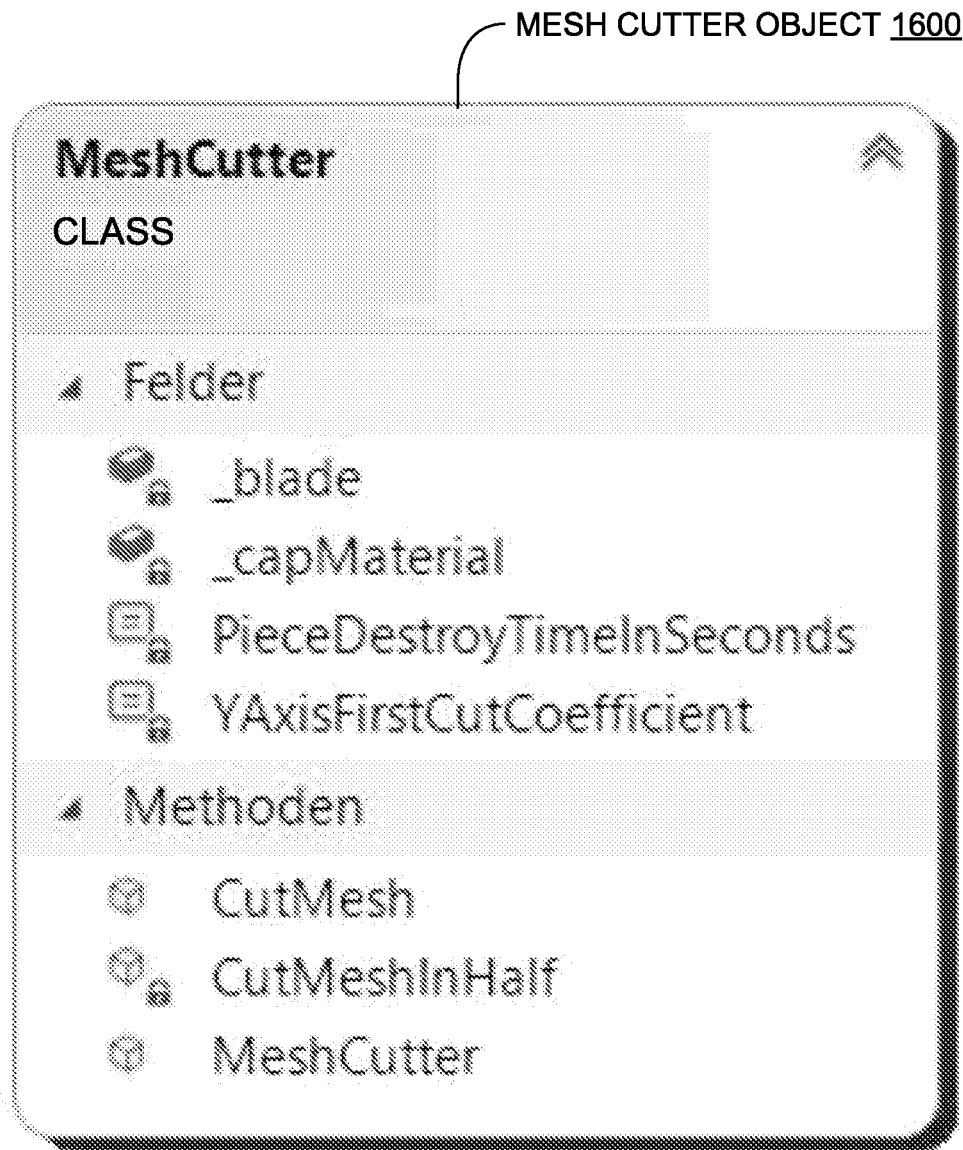 MESH CUTTER OBJECT 1600
MeshCutter
CLASS
Felder
_blade
_capMaterial
PieceDestroyTimeInSeconds
YAxisFirstCutCoefficient
Methoden
CutMesh
CutMeshInHalf
MeshCutter